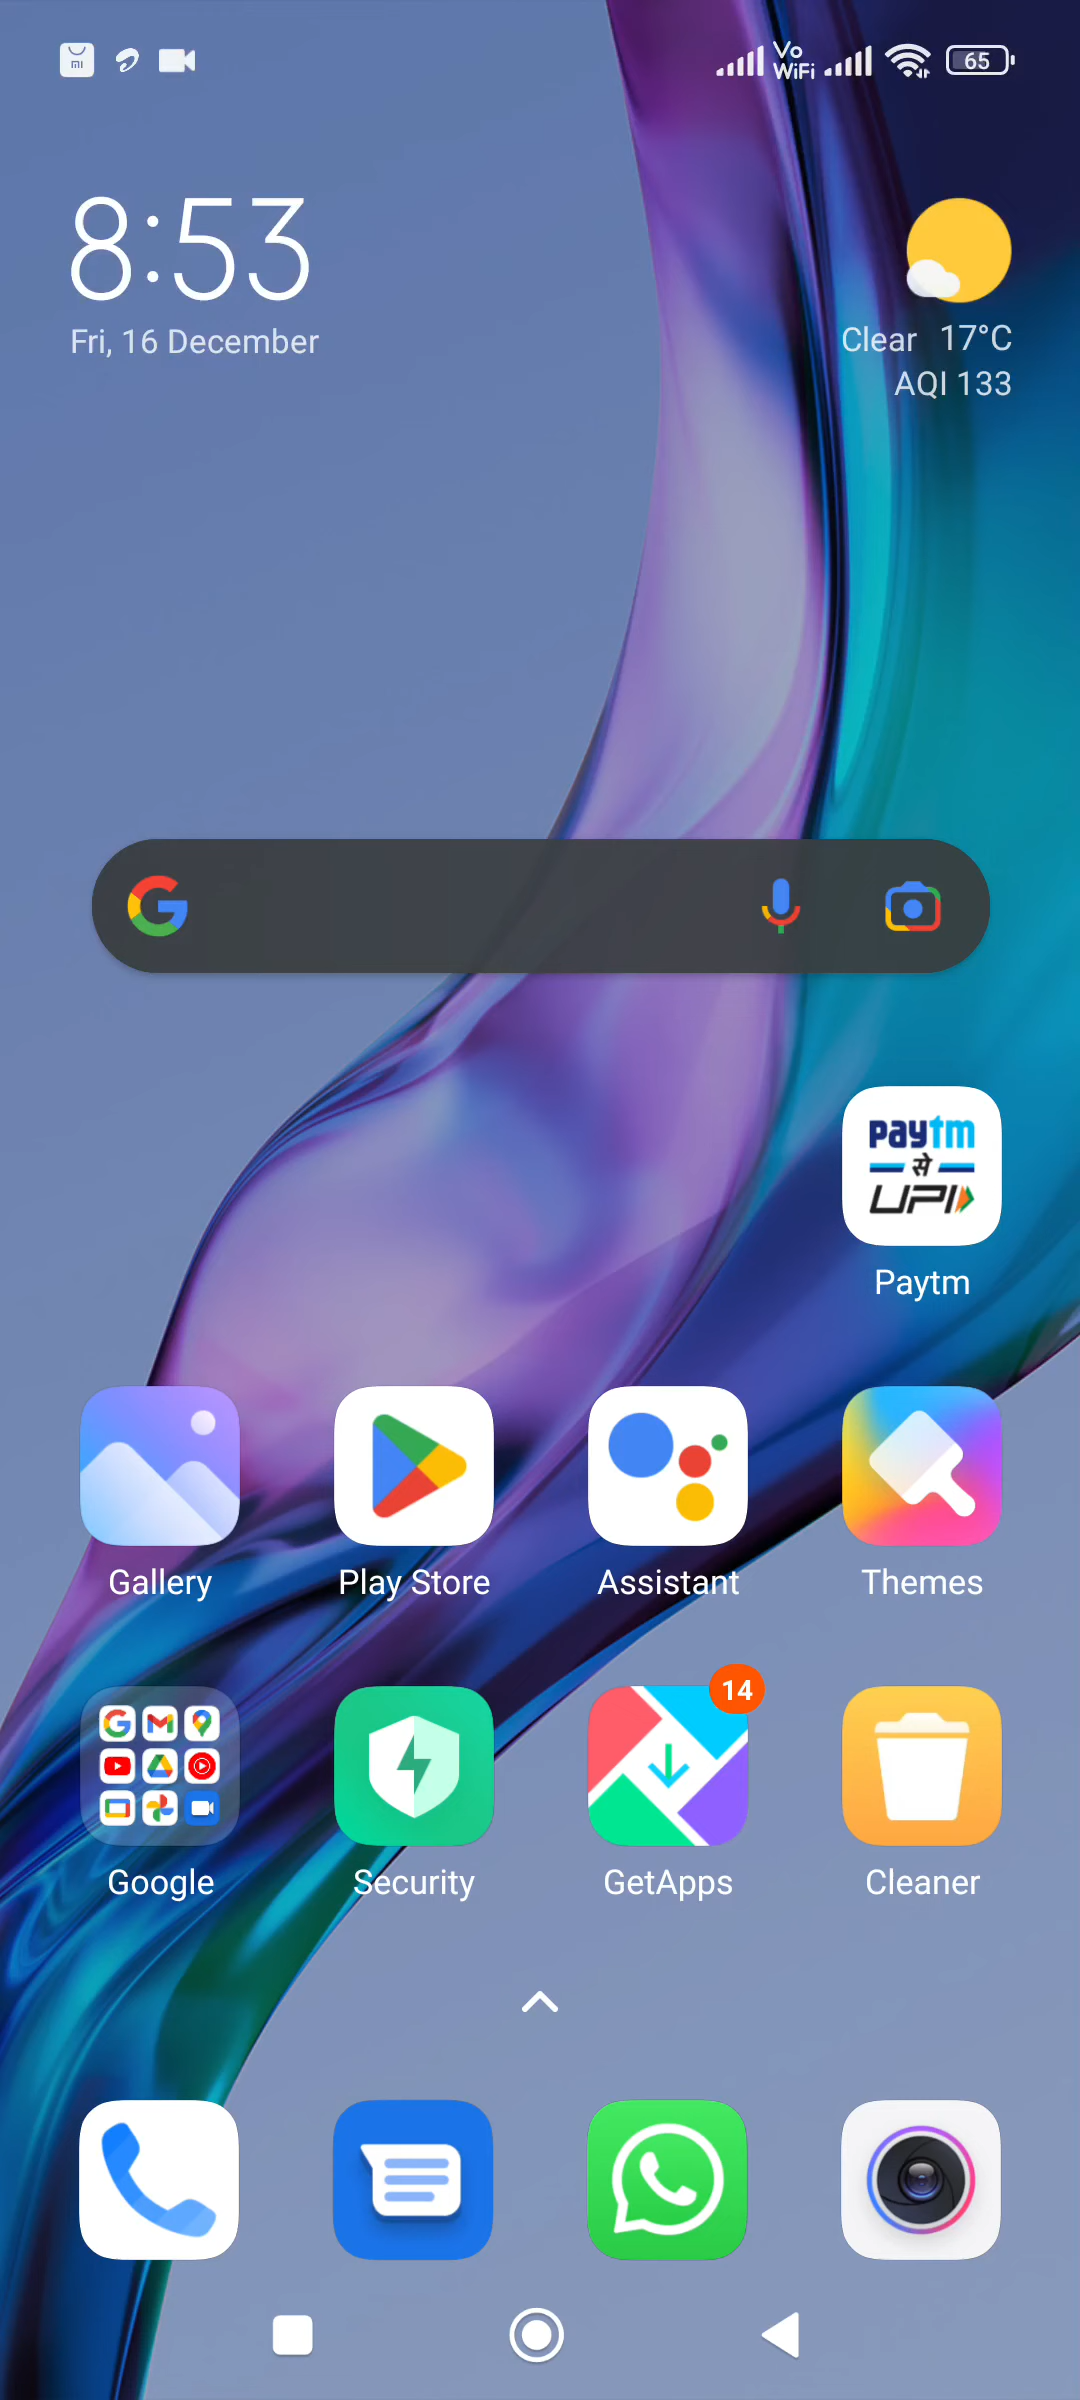 Vo
WiFi
65
8:53
Fri, 16 December
Clear 17°C
AQI 133
paytm
से
UPI
Paytm
Gallery
Play Store
Assistant
Themes
14
Google
Security
GetApps
Cleaner